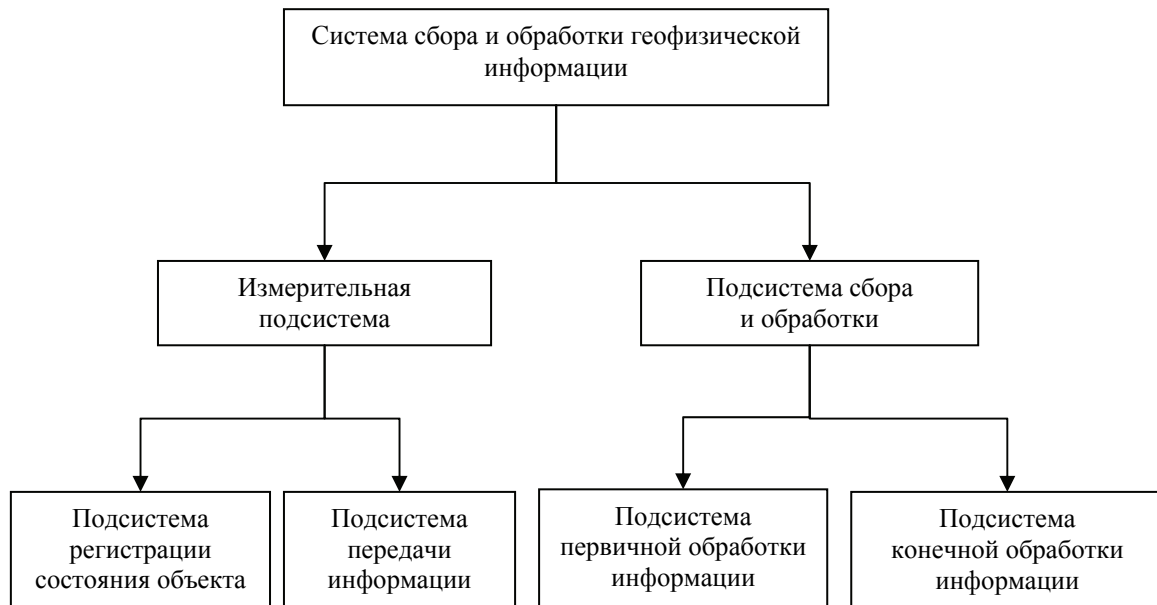 Система сбора и обработки геофизической
информации
Измерительная
подсистема
Подсистема сбора
и обработки
Подсистема
регистрации
состояния объекта
Подсистема
передачи
информации
Подсистема
первичной обработки
информации
Подсистема
конечной обработки
информации